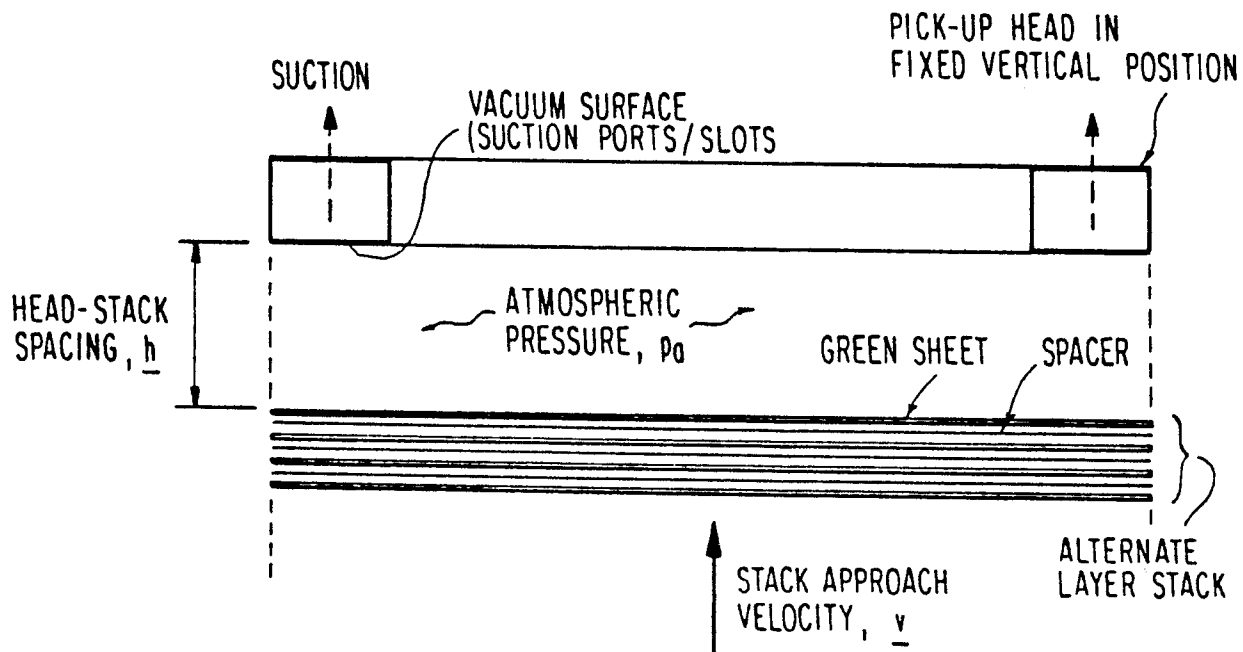 PICK-UP HEAD IN
FIXED VERTICAL POSITION
SUCTION
VACUUM SURFACE
(SUCTION PORTS/SLOTS
HEAD-STACK
SPACING, h
ATMOSPHERIC
PRESSURE, pa
GREEN SHEET
SPACER
ALTERNATE
LAYER STACK
STACK APPROACH
VELOCITY, v